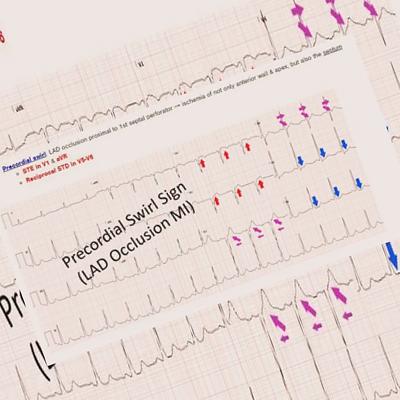 Precordial swirl: LAD occlusion proximal to 1st septal perforator → ischemia of not only anterior wall & apex, but also the septum
• STE in V1 & aVR
• Reciprocal STD in V5-V6
Precordial Swirl Sign
(LAD Occlusion MI)
Pr
(L